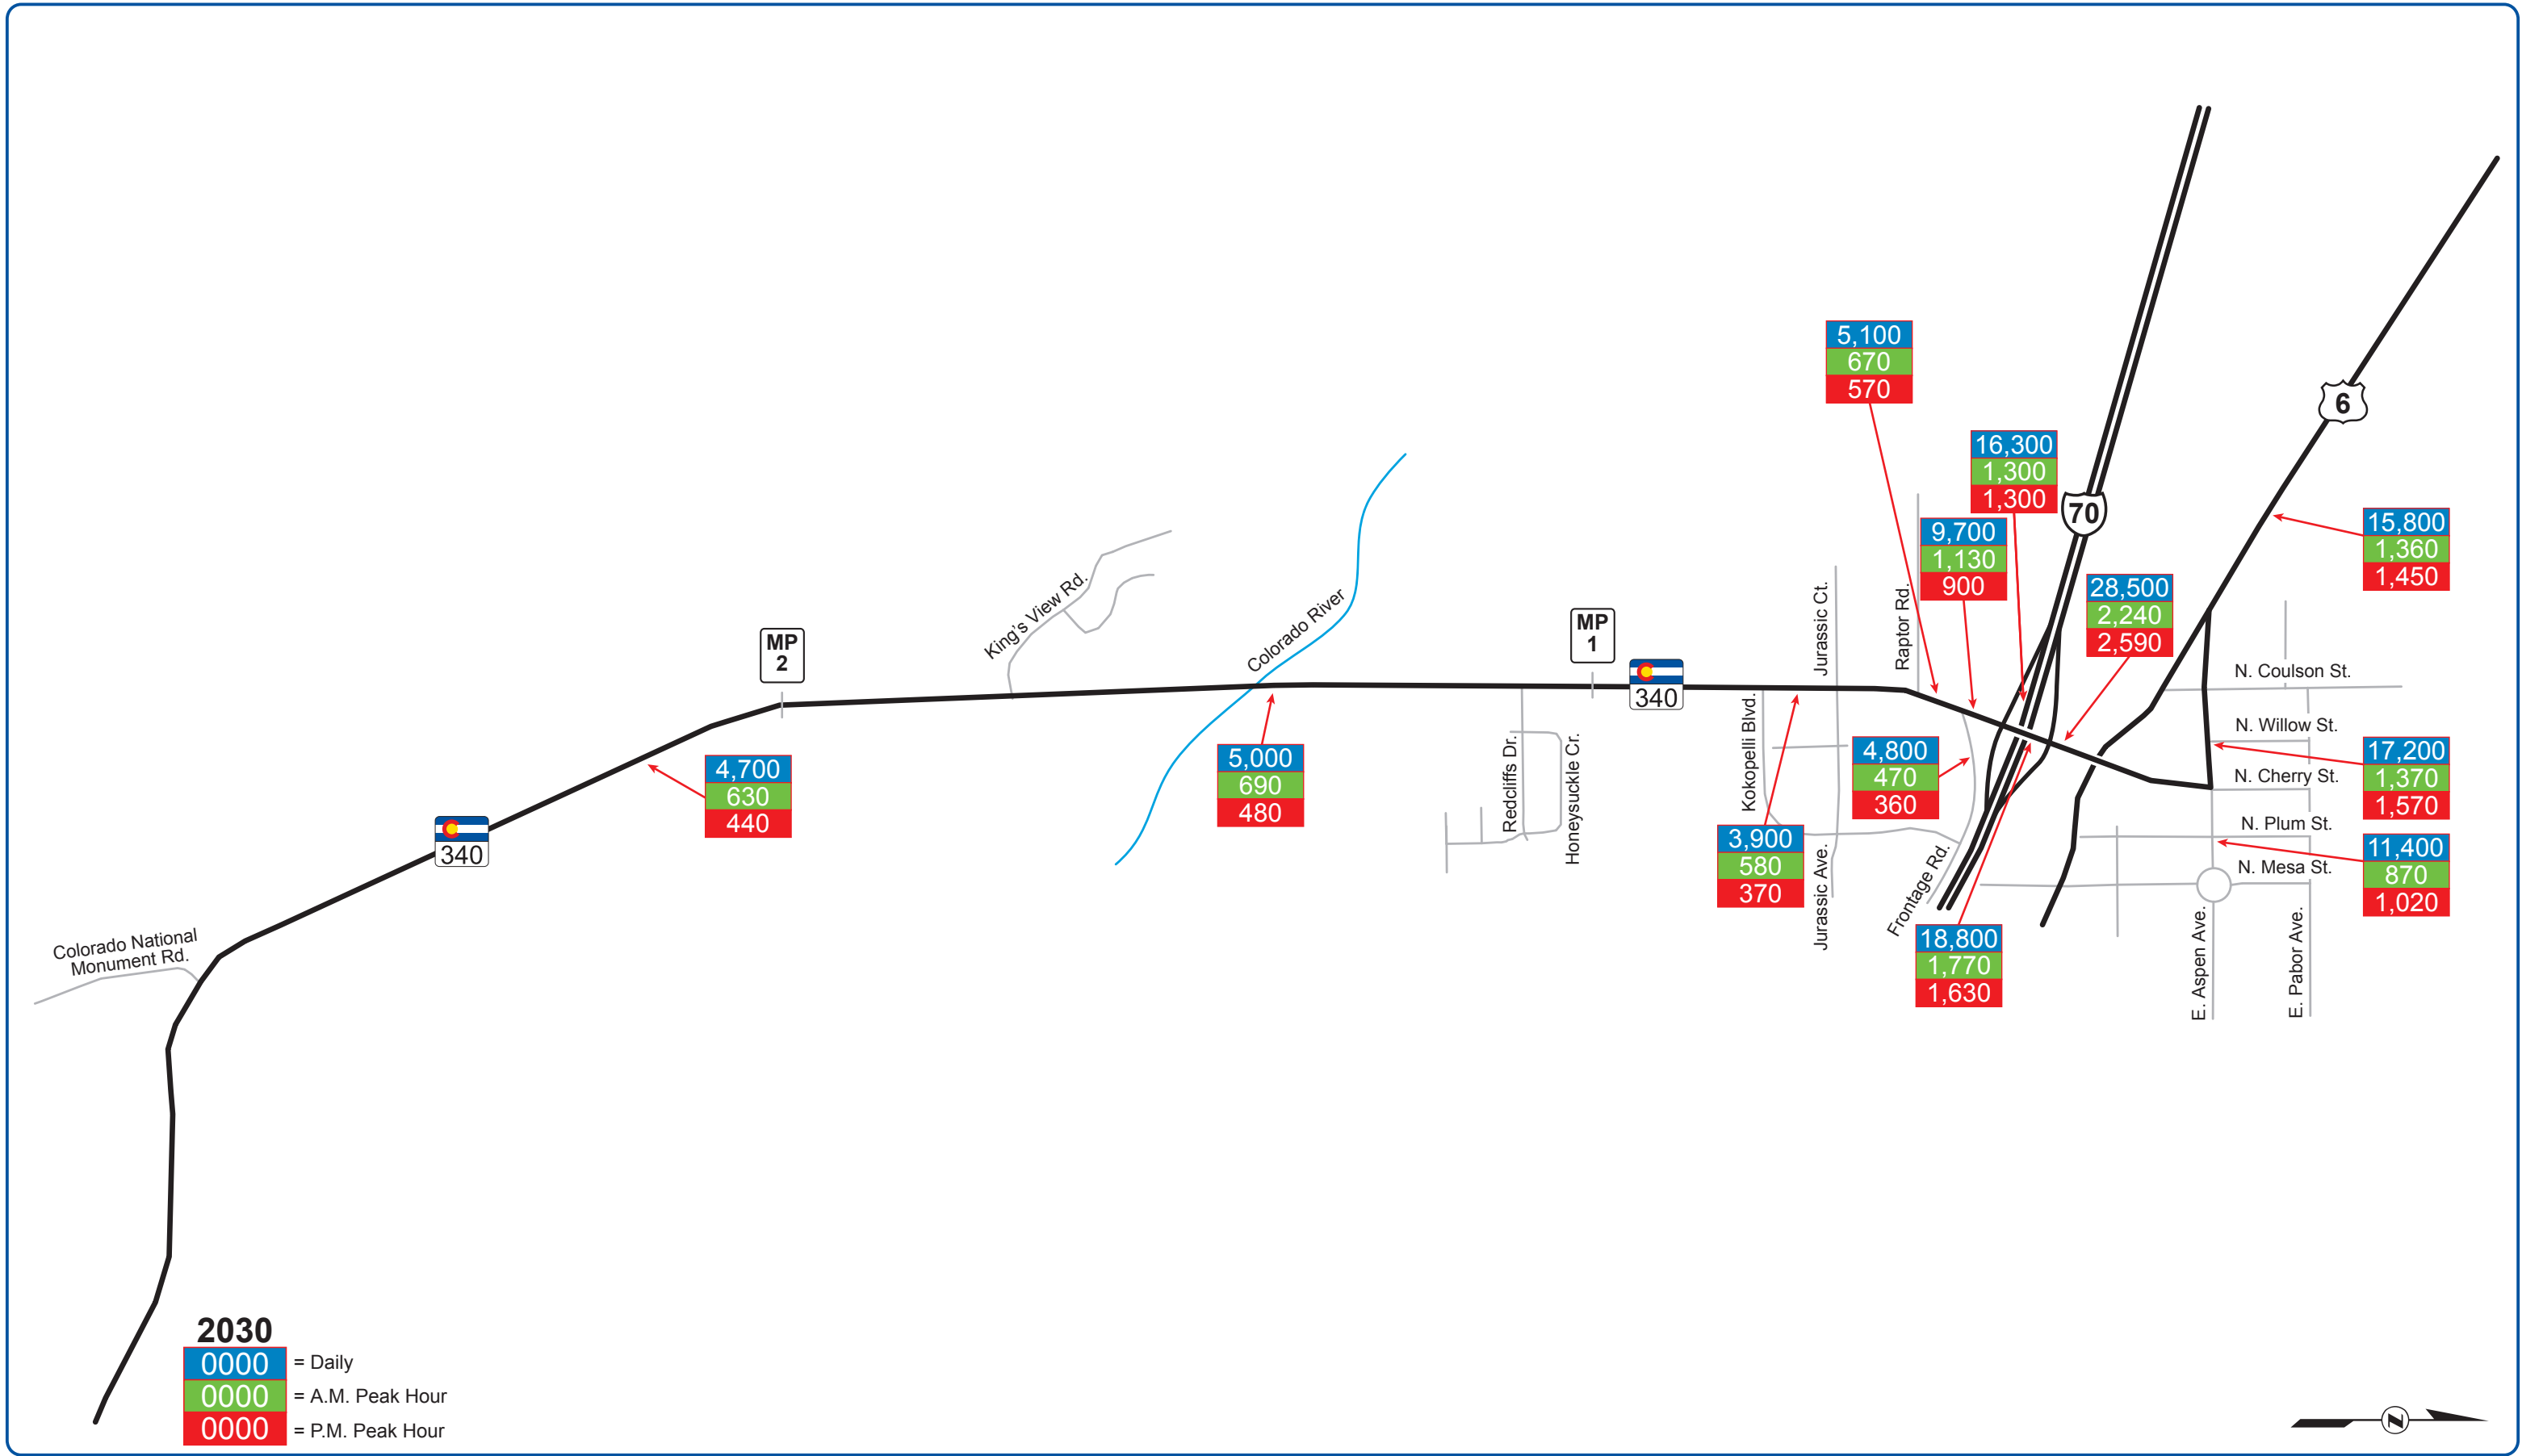 5,100
670
570
6
16,300
1,300
1,300
70
15,800
1,360
1,450
9,700
1,130
900
28,500
2,240
2,590
King's View Rd.
Colorado River
MP
2
MP
1
Jurassic Ct.
Raptor Rd.
340
N. Coulson St.
N. Willow St.
N. Cherry St.
N. Plum St.
N. Mesa St.
17,200
1,370
1,570
11,400
870
1,020
4,700
630
440
5,000
690
480
Redcliffs Dr.
Honeysuckle Cr.
Kokopelli Blvd.
4,800
470
360
3,900
580
370
Jurassic Ave.
Frontage Rd.
18,800
1,770
1,630
E. Aspen Ave.
E. Pabor Ave.
340
Colorado National
Monument Rd.
2030
0000 = Daily
0000 = A.M. Peak Hour
0000 = P.M. Peak Hour
N